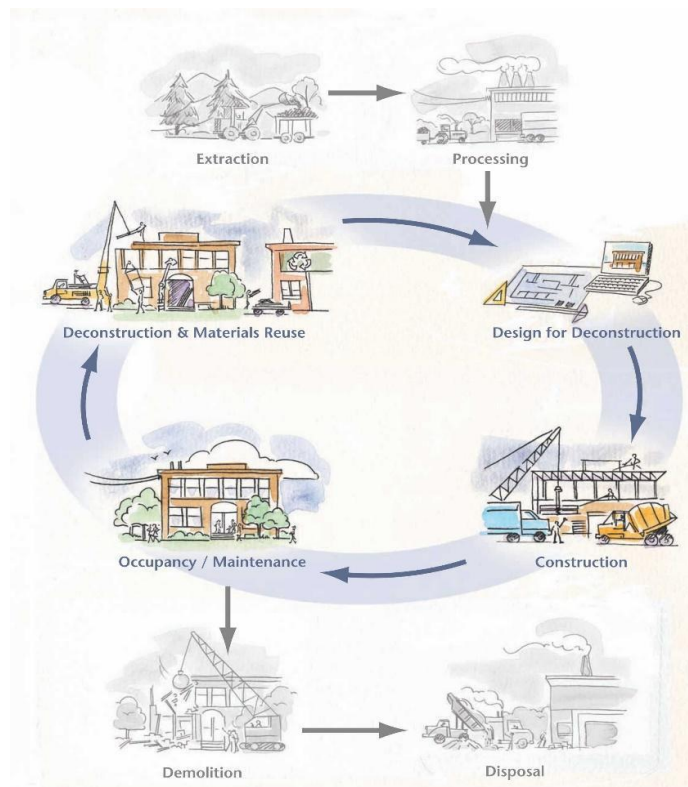 Extraction
Processing
Deconstruction & Materials Reuse
Design for Deconstruction
Occupancy / Maintenance
Construction
Demolition
Disposal